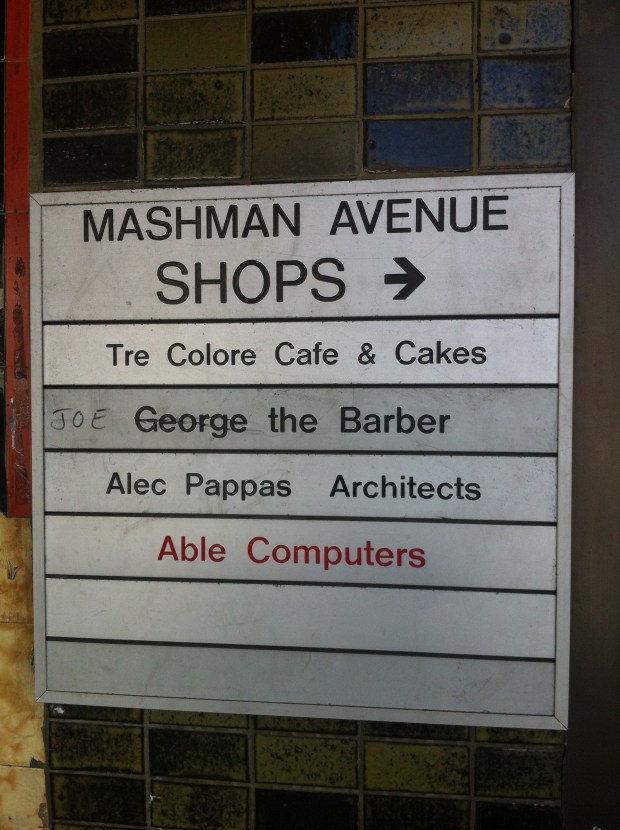 MASHMAN AVENUE
SHOPS →
Tre Colore Cafe & Cakes
JOE George the Barber
Alec Pappas Architects
Able Computers